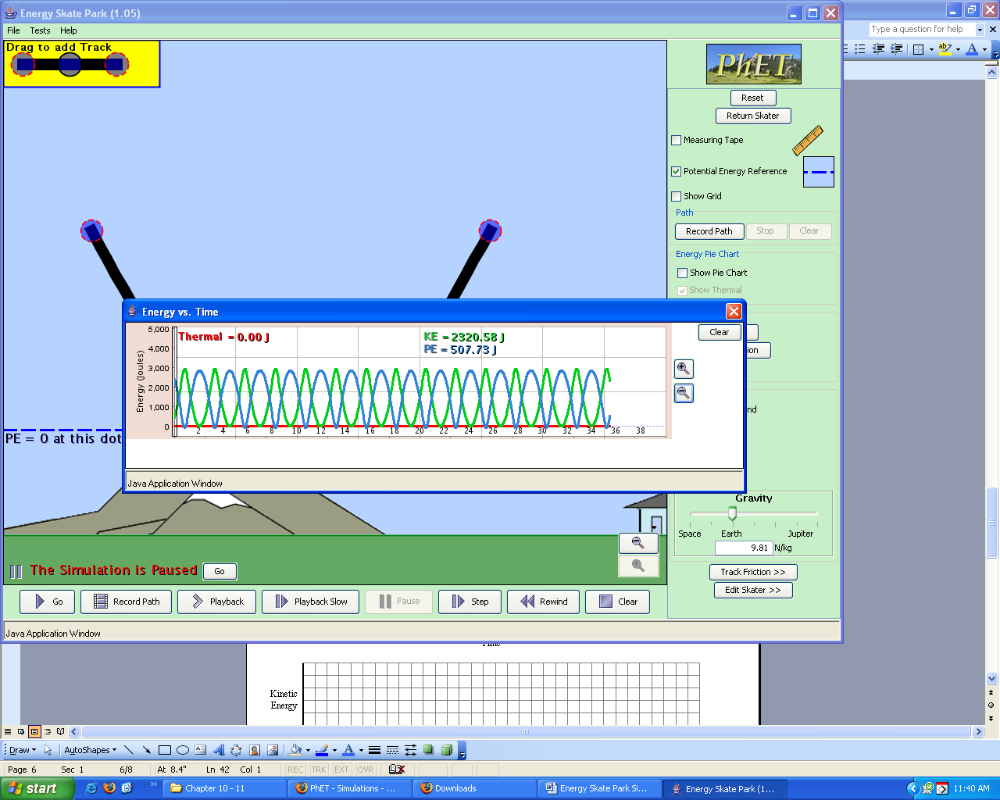 Energy Skate Park (1.05)
File Tests Help
Type a question for help
Drag to add Track
PhET
Reset
Return Skater
Measuring Tape
Potential Energy Reference
Show Grid
Path
Record Path Stop Clear
Energy Pie Chart
Show Pie Chart
Show Thermal
Energy vs. Time
Clear
Thermal = 0.00 J
KE = 2320.58 J
PE = 507.73 J
Energy (Joules)
5,000
4,000
3,000
2,000
1,000
0
2 4 6 8 10 12 14 16 18 20 22 24 26 28 30 32 34 36 38
Java Application Window
PE = 0 at this dot
Gravity
Space Earth Jupiter
9.81 N/kg
The Simulation is Paused Go
Track Friction >>
Edit Skater >>
Go Record Path Playback Playback Slow Pause Step Rewind Clear
Java Application Window
Kinetic
Energy
Draw AutoShapes
Page 6 Sec 1 6/8 At 8.4" Ln 42 Col 1 REC TRK EXT OVR
start Chapter 10 - 11 PhET - Simulations - ... Downloads Energy Skate Park Si... Energy Skate Park (1... 11:40 AM